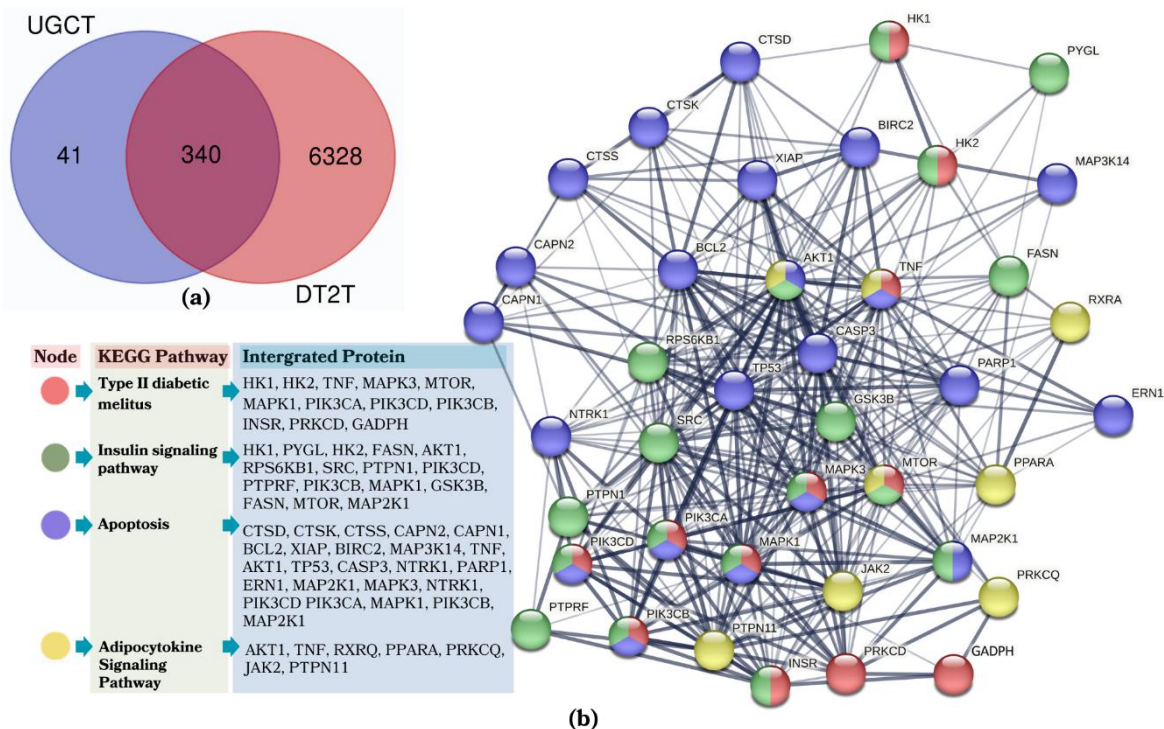 UGCT
41
340
6328
DT2T
(a)
Node
KEGG Pathway
Intergrated Protein
Type II diabetic
melitus
HK1, HK2, TNF, MAPK3, MTOR,
MAPK1, PIK3CA, PIK3CD, PIK3CB,
INSR, PRKCD, GADPH
Insulin signaling
pathway
HK1, PYGL, HK2, FASN, AKT1,
RPS6KB1, SRC, PTPN1, PIK3CD,
PTPRF, PIK3CB, MAPK1, GSK3B,
FASN, MTOR, MAP2K1
Apoptosis
CTSD, CTSK, CTSS, CAPN2, CAPN1,
BCL2, XIAP, BIRC2, MAP3K14, TNF,
AKT1, TP53, CASP3, NTRK1, PARP1,
ERN1, MAP2K1, MAPK3, NTRK1,
PIK3CD PIK3CA, MAPK1, PIK3CB,
MAP2K1
Adipocytokine
Signaling
Pathway
AKT1, TNF, RXRQ, PPARA, PRKCQ,
JAK2, PTPN11
HK1
PYGL
CTSD
CTSK
BIRC2
HK2
CTSS
XIAP
MAP3K14
CAPN2
BCL2
AKT1
TNF
FASN
CAPN1
RXRA
RPS6KB1
CASP3
TP53
PARP1
ERN1
NTRK1
SRC
GSK3B
MAPK3
MTOR
PPARA
PTPN1
PIK3CA
PIK3CD
MAPK1
MAP2K1
JAK2
PRKCQ
PTPRF
PIK3CB
PTPN11
INSR
PRKCD
GADPH
(b)